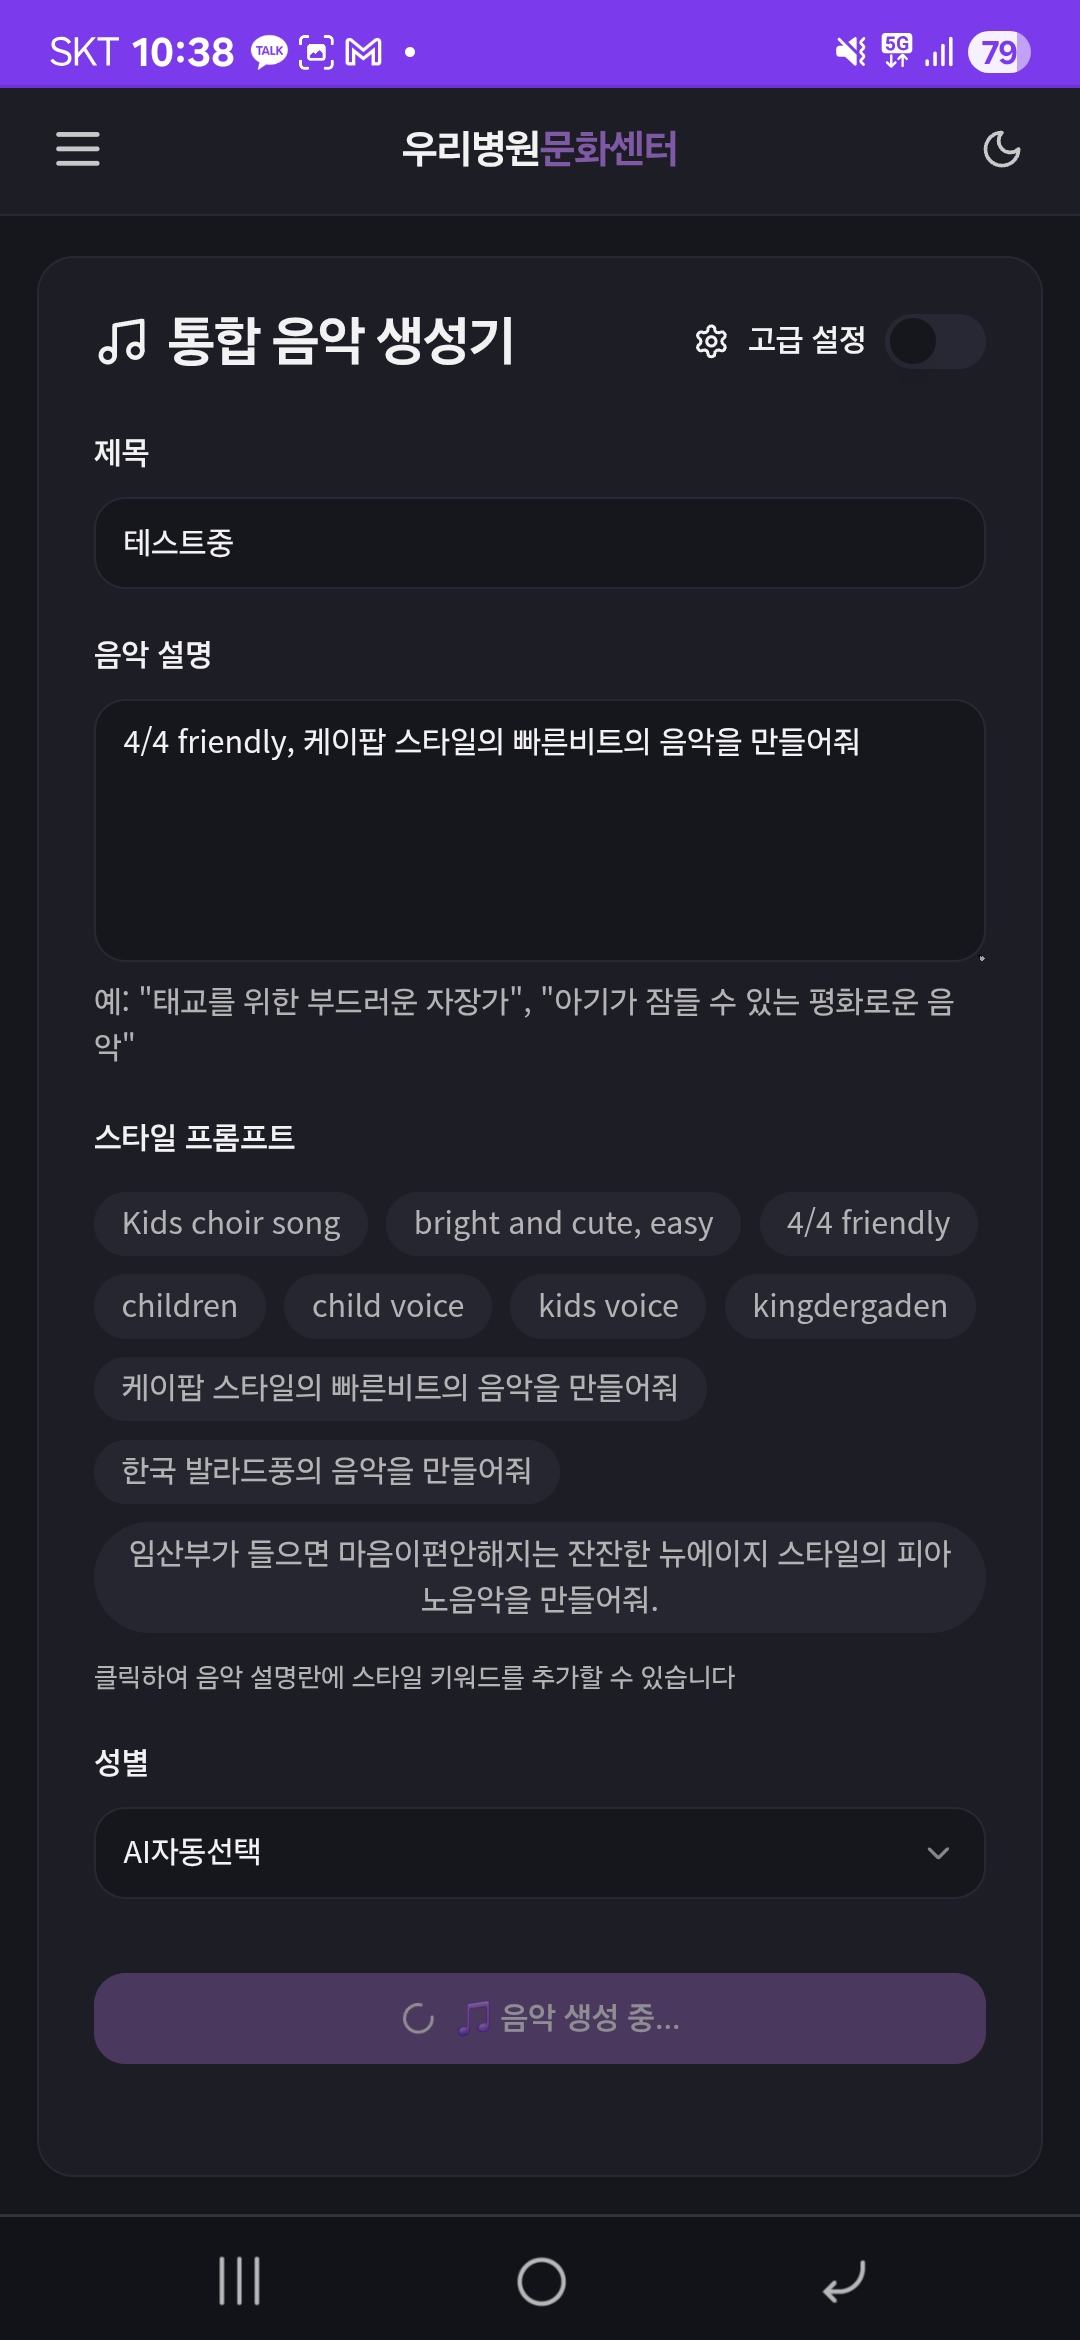 SKT 10:38 TALK 5G 79
우리병원문화센터
통합 음악 생성기 고급 설정
제목
테스트중
음악 설명
4/4 friendly, 케이팝 스타일의 빠른비트의 음악을 만들어줘
예: "태교를 위한 부드러운 자장가", "아기가 잠들 수 있는 평화로운 음
악"
스타일 프롬프트
Kids choir song bright and cute, easy 4/4 friendly
children child voice kids voice kingdergaden
케이팝 스타일의 빠른비트의 음악을 만들어줘
한국 발라드풍의 음악을 만들어줘
임산부가 들으면 마음이편안해지는 잔잔한 뉴에이지 스타일의 피아
노음악을 만들어줘.
클릭하여 음악 설명란에 스타일 키워드를 추가할 수 있습니다
성별
AI자동선택
🎵 음악 생성 중...